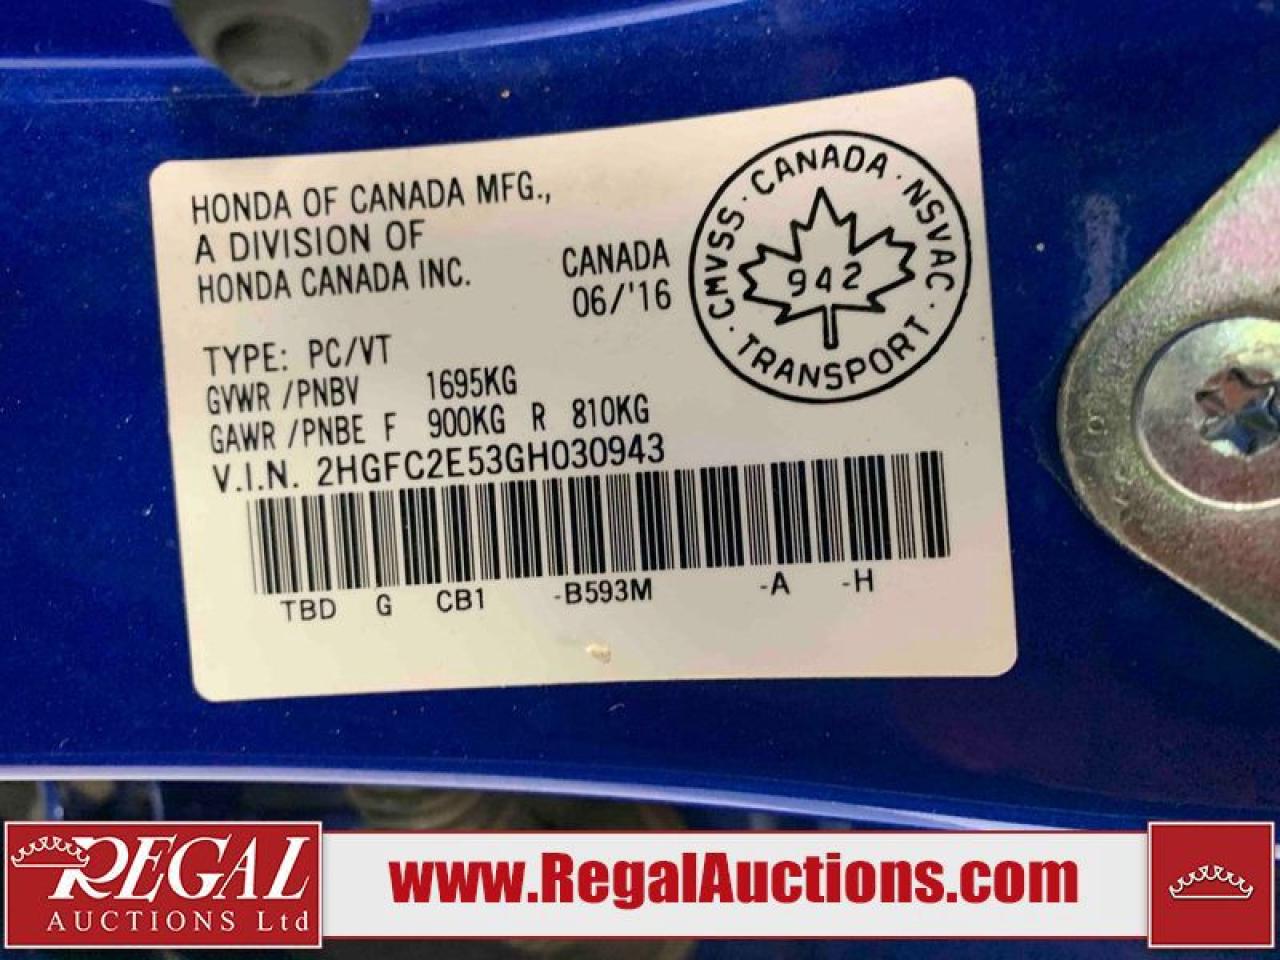 HONDA OF CANADA MFG.,
A DIVISION OF
HONDA CANADA INC.
CANADA
06/'16
CMVSS · CANADA · NSVAC · TRANSPORT ·
942
TYPE: PC/VT
GVWR /PNBV 1695KG
GAWR /PNBE F 900KG R 810KG
V.I.N. 2HGFC2E53GH030943
TBD G CB1 -B593M -A -H
REGAL
AUCTIONS Ltd
www.RegalAuctions.com